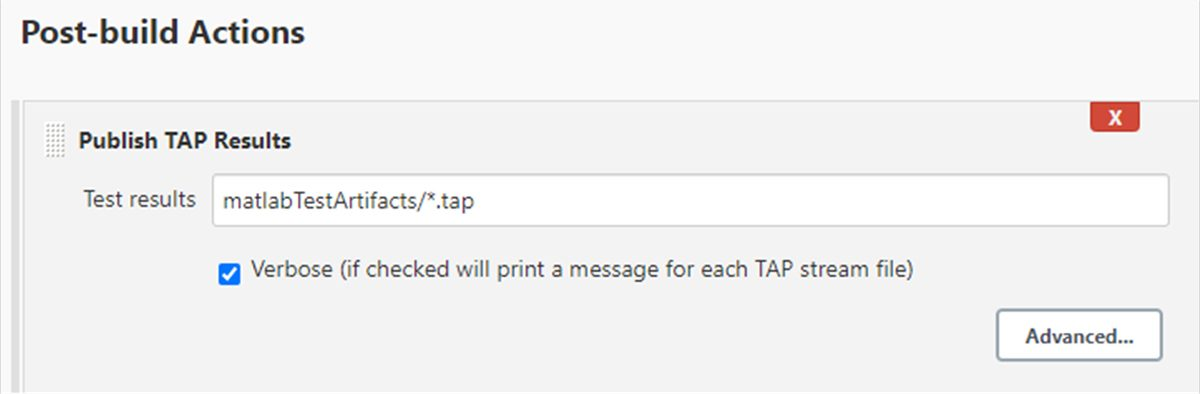 Post-build Actions
X
Publish TAP Results
Test results matlabTestArtifacts/*.tap
Verbose (if checked will print a message for each TAP stream file)
Advanced...